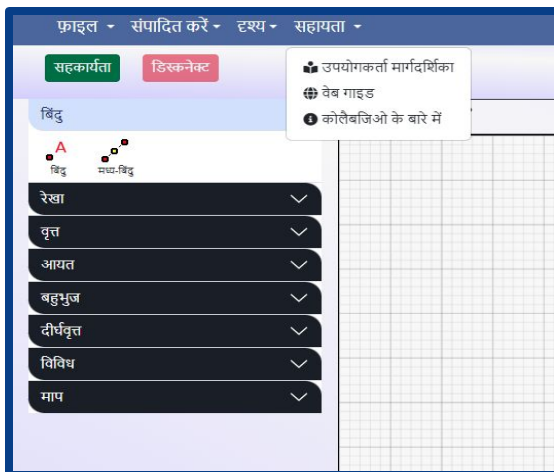 फ़ाइल संपादित करें दृश्य सहायता
सहकार्यता डिस्कनेक्ट
उपयोगकर्ता मार्गदर्शिका
वेब गाइड
कोलैबजिओ के बारे में
बिंदु
A
बिंदु मध्य-बिंदु
रेखा
वृत्त
आयत
बहुभुज
दीर्घवृत्त
विविध
माप